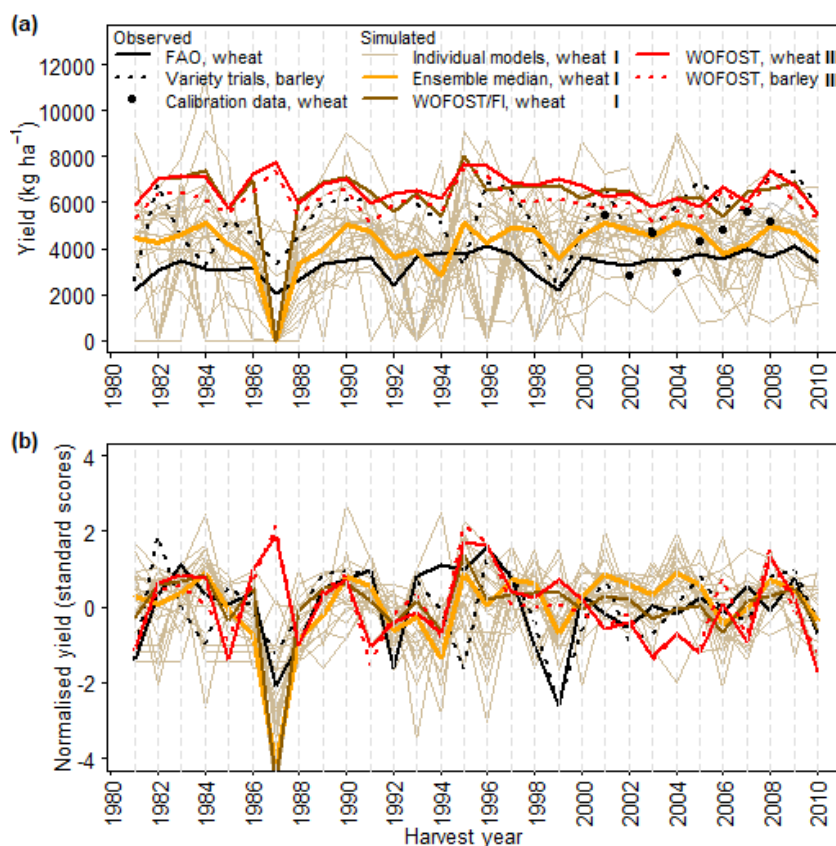 (a)
Observed Simulated
FAO, wheat Individual models, wheat I WOFOST, wheat III
Variety trials, barley Ensemble median, wheat I WOFOST, barley III
Calibration data, wheat WOFOST/FI, wheat I
Yield (kg ha⁻¹)
12000
10000
8000
6000
4000
2000
0
1980 1982 1984 1986 1988 1990 1992 1994 1996 1998 2000 2002 2004 2006 2008 2010
(b)
Normalised yield (standard scores)
4
2
0
-2
-4
1980 1982 1984 1986 1988 1990 1992 1994 1996 1998 2000 2002 2004 2006 2008 2010
Harvest year